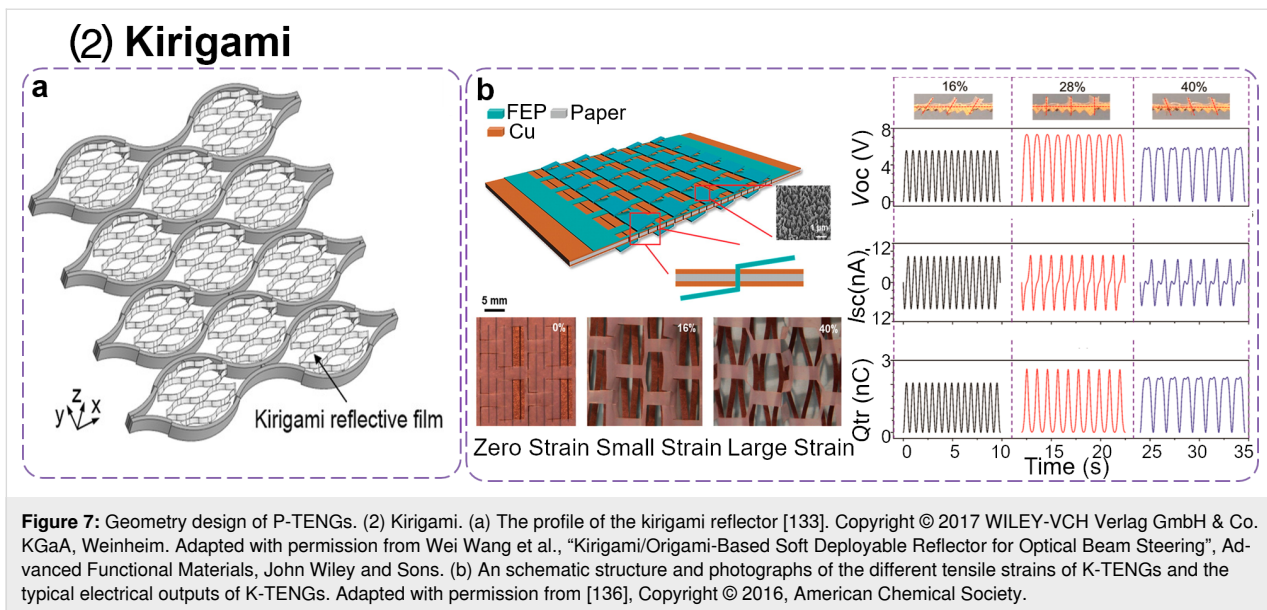 (2) Kirigami
a
z
y x
Kirigami reflective film
b
FEP Paper
Cu
1 µm
5 mm
0% 16% 40%
Zero Strain Small Strain Large Strain
16% 28% 40%
8
4
0
Voc (V)
12
0
12
Isc(nA)
3
0
Qtr (nC)
0 5 10 15 20 25 30 35
Time (s)
Figure 7: Geometry design of P-TENGs. (2) Kirigami. (a) The profile of the kirigami reflector [133]. Copyright © 2017 WILEY-VCH Verlag GmbH & Co.
KGaA, Weinheim. Adapted with permission from Wei Wang et al., “Kirigami/Origami-Based Soft Deployable Reflector for Optical Beam Steering”, Ad-
vanced Functional Materials, John Wiley and Sons. (b) An schematic structure and photographs of the different tensile strains of K-TENGs and the
typical electrical outputs of K-TENGs. Adapted with permission from [136], Copyright © 2016, American Chemical Society.